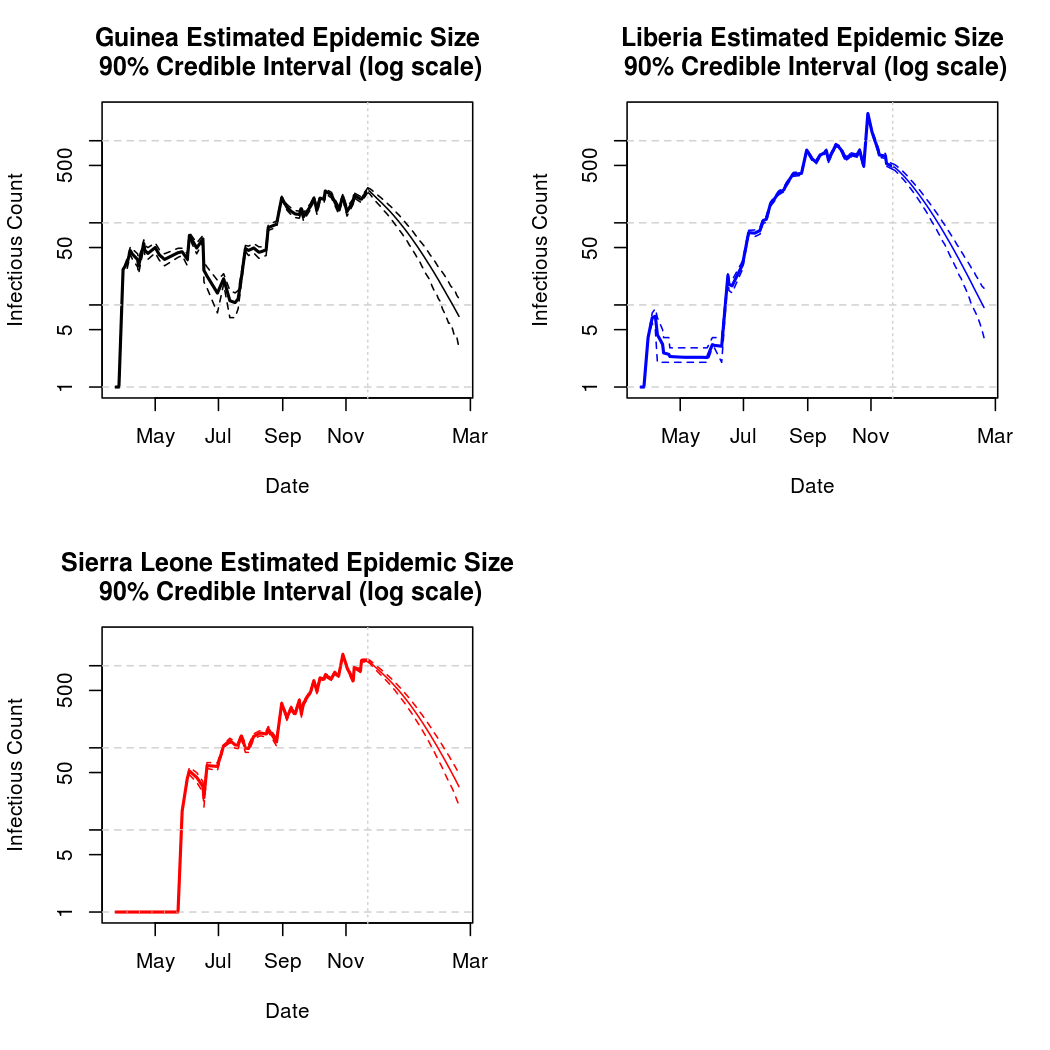 Guinea Estimated Epidemic Size
90% Credible Interval (log scale)
Infectious Count
500
50
5
1
May Jul Sep Nov Mar
Date
Liberia Estimated Epidemic Size
90% Credible Interval (log scale)
Infectious Count
500
50
5
1
May Jul Sep Nov Mar
Date
Sierra Leone Estimated Epidemic Size
90% Credible Interval (log scale)
Infectious Count
500
50
5
1
May Jul Sep Nov Mar
Date